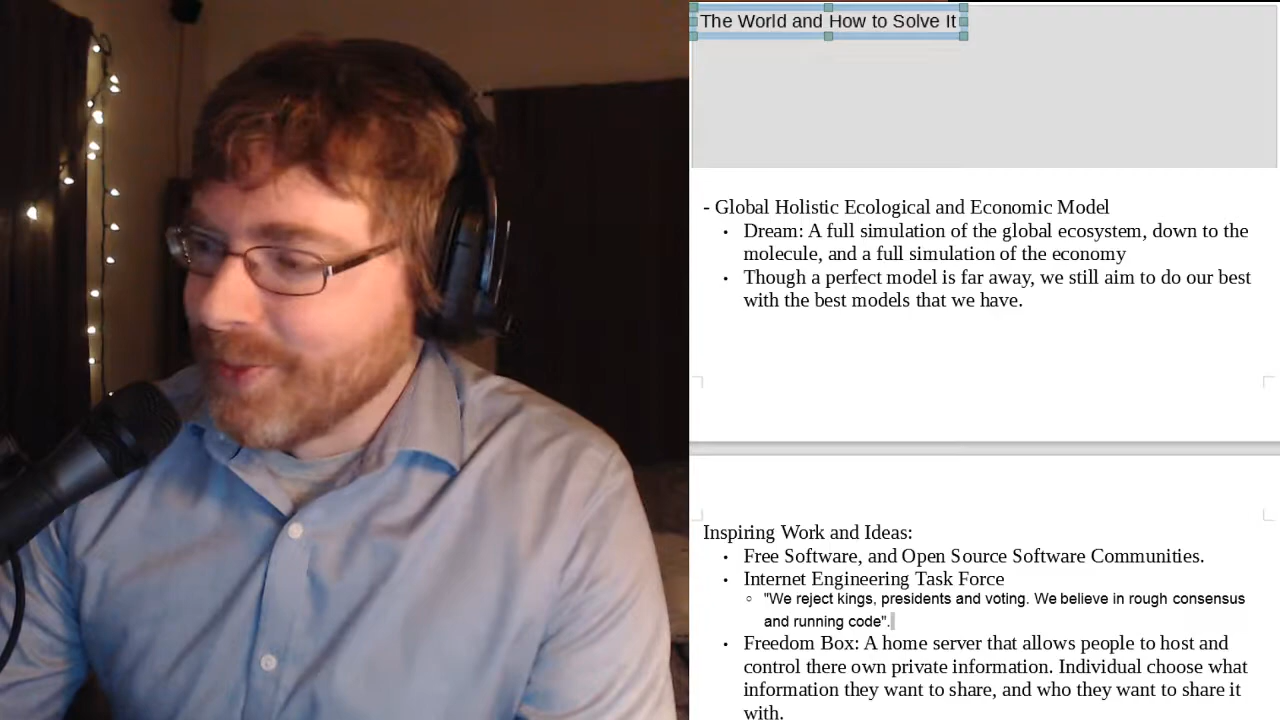 The World and How to Solve It
- Global Holistic Ecological and Economic Model
• Dream: A full simulation of the global ecosystem, down to the
molecule, and a full simulation of the economy
• Though a perfect model is far away, we still aim to do our best
with the best models that we have.
Inspiring Work and Ideas:
• Free Software, and Open Source Software Communities.
• Internet Engineering Task Force
◦ "We reject kings, presidents and voting. We believe in rough consensus
and running code".
• Freedom Box: A home server that allows people to host and
control there own private information. Individual choose what
information they want to share, and who they want to share it
with.